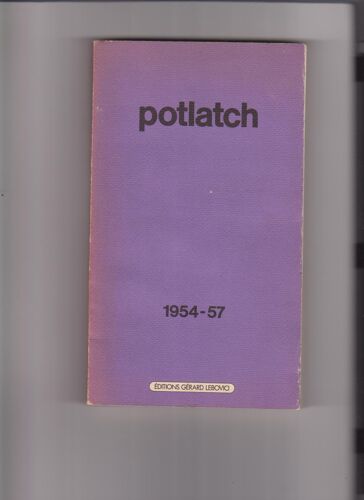 potlatch
1954-57
ÉDITIONS GÉRARD LEBOVICI